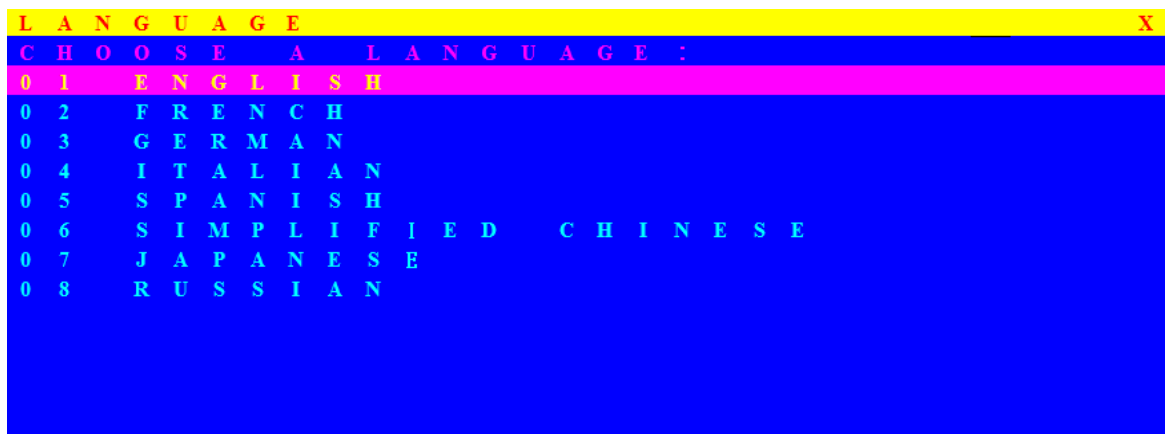 LANGUAGE X
CHOOSE A LANGUAGE:
01 ENGLISH
02 FRENCH
03 GERMAN
04 ITALIAN
05 SPANISH
06 SIMPLIFIED CHINESE
07 JAPANESE
08 RUSSIAN